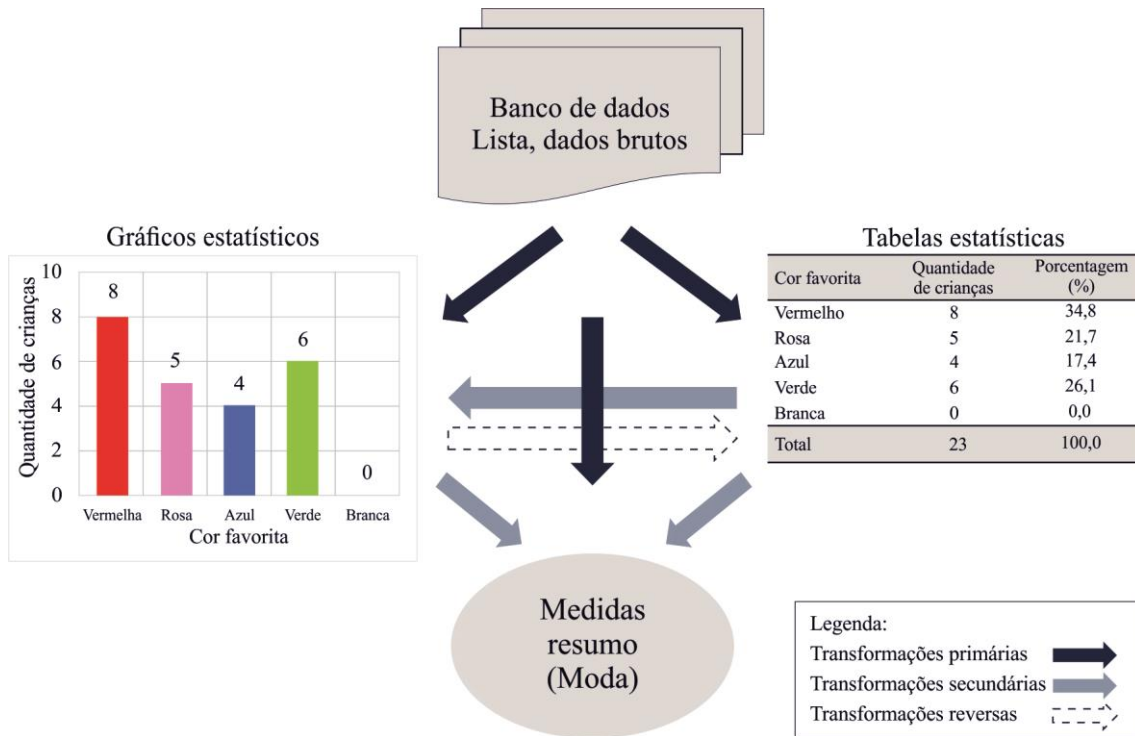 Banco de dados
Lista, dados brutos
Gráficos estatísticos
Quantidade de crianças
10
8
6
4
2
0
8
5
4
6
0
Vermelha Rosa Azul Verde Branca
Cor favorita
Tabelas estatísticas
Cor favorita Quantidade de crianças Porcentagem (%)
Vermelho 8 34,8
Rosa 5 21,7
Azul 4 17,4
Verde 6 26,1
Branca 0 0,0
Total 23 100,0
Medidas
resumo
(Moda)
Legenda:
Transformações primárias
Transformações secundárias
Transformações reversas